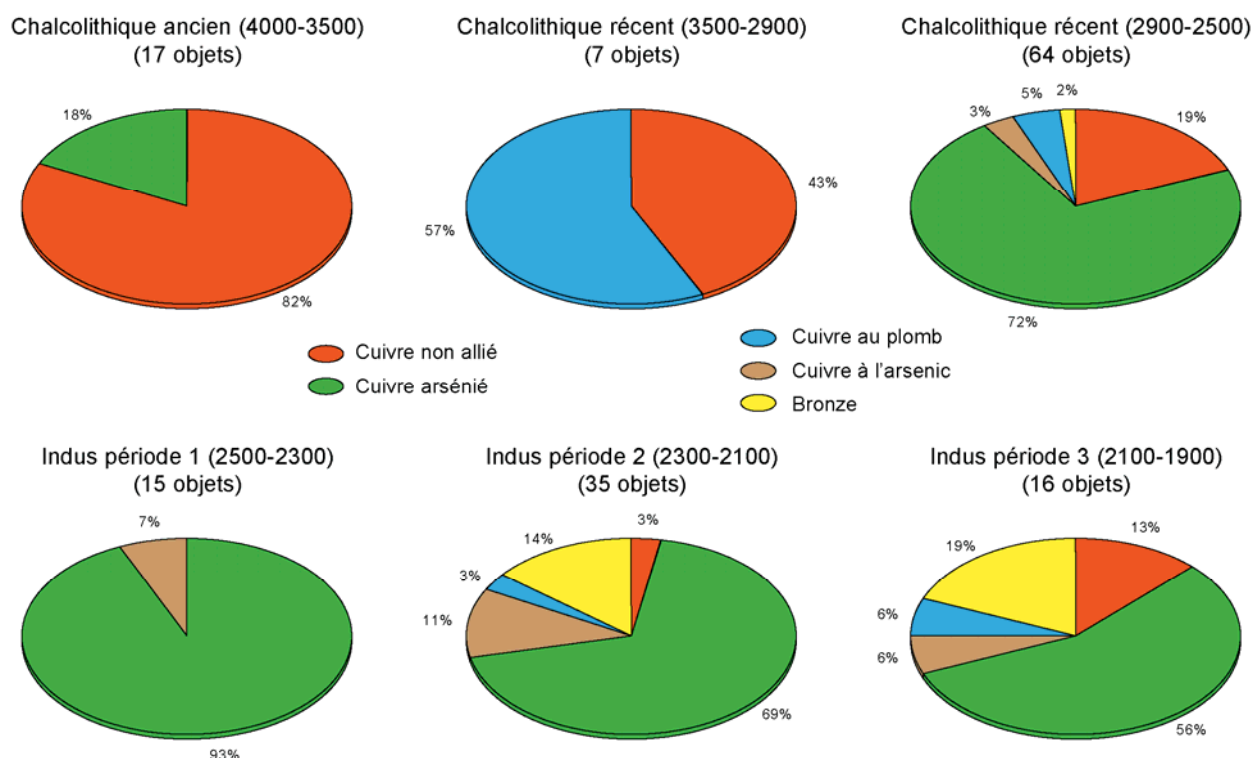 Chalcolithique ancien (4000-3500)
(17 objets)
18%
82%
Chalcolithique récent (3500-2900)
(7 objets)
43%
57%
Chalcolithique récent (2900-2500)
(64 objets)
3%
5%
2%
19%
72%
Cuivre non allié
Cuivre arsénié
Cuivre au plomb
Cuivre à l'arsenic
Bronze
Indus période 1 (2500-2300)
(15 objets)
7%
93%
Indus période 2 (2300-2100)
(35 objets)
14%
3%
3%
11%
69%
Indus période 3 (2100-1900)
(16 objets)
19%
13%
6%
6%
56%